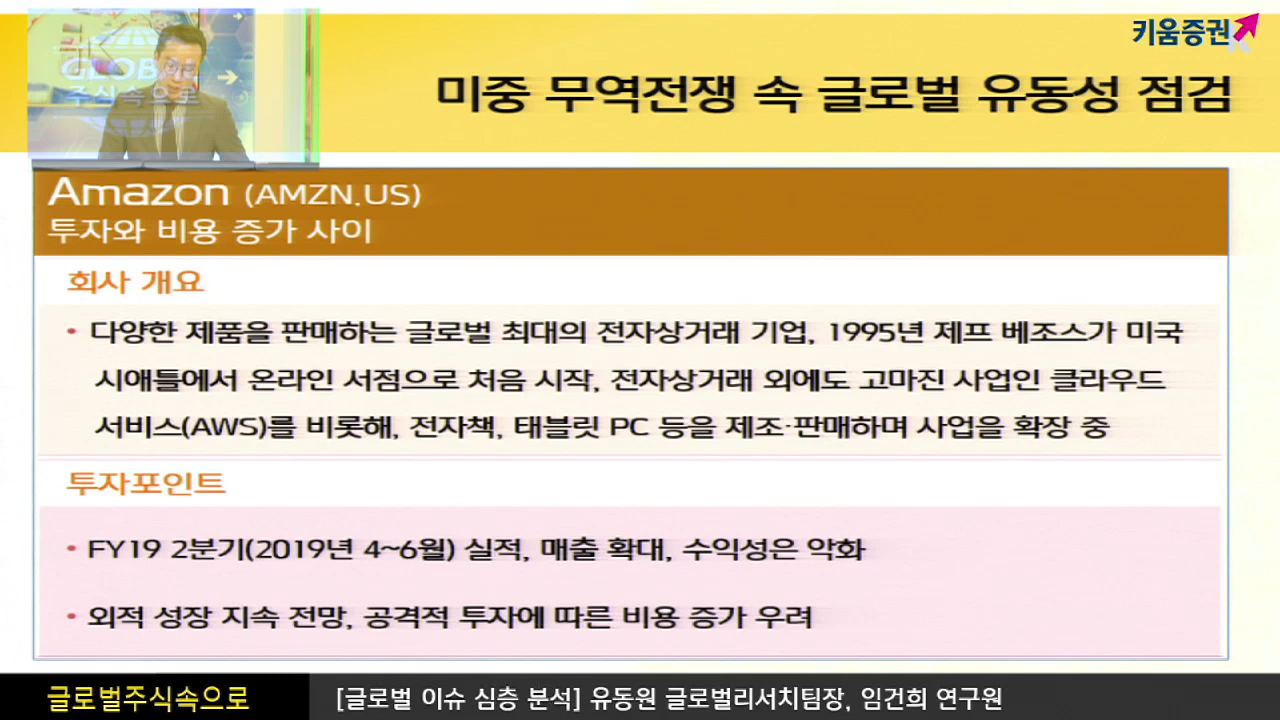 키움증권
GLOBAL
주식속으로
미중 무역전쟁 속 글로벌 유동성 점검
Amazon (AMZN.US)
투자와 비용 증가 사이
회사 개요
• 다양한 제품을 판매하는 글로벌 최대의 전자상거래 기업, 1995년 제프 베조스가 미국
시애틀에서 온라인 서점으로 처음 시작, 전자상거래 외에도 고마진 사업인 클라우드
서비스(AWS)를 비롯해, 전자책, 태블릿 PC 등을 제조·판매하며 사업을 확장 중
투자포인트
• FY19 2분기(2019년 4~6월) 실적, 매출 확대, 수익성은 악화
• 외적 성장 지속 전망, 공격적 투자에 따른 비용 증가 우려
글로벌주식속으로
[글로벌 이슈 심층 분석] 유동원 글로벌리서치팀장, 임건희 연구원